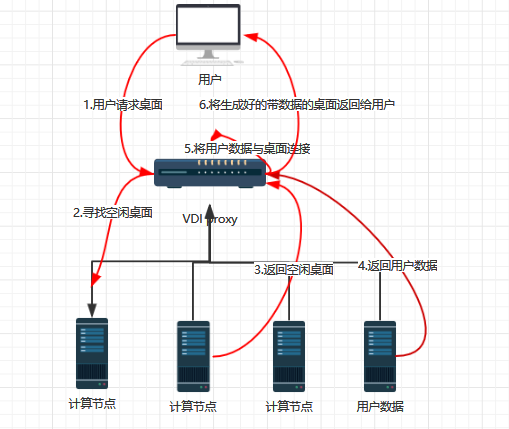 用户
1.用户请求桌面
6.将生成好的带数据的桌面返回给用户
5.将用户数据与桌面连接
2.寻找空闲桌面
VDI proxy
3.返回空闲桌面
4.返回用户数据
计算节点
计算节点
计算节点
用户数据